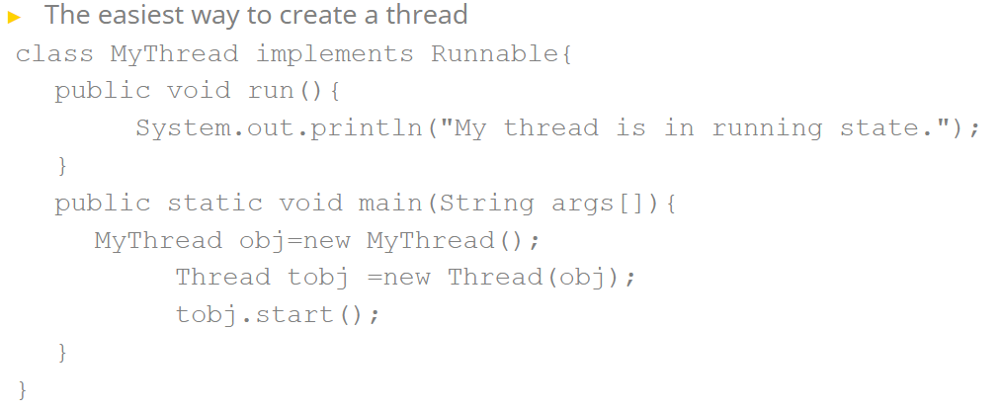 ► The easiest way to create a thread
class MyThread implements Runnable{
public void run(){
System.out.println("My thread is in running state.");
}
public static void main(String args[]){
MyThread obj=new MyThread();
Thread tobj =new Thread(obj);
tobj.start();
}
}